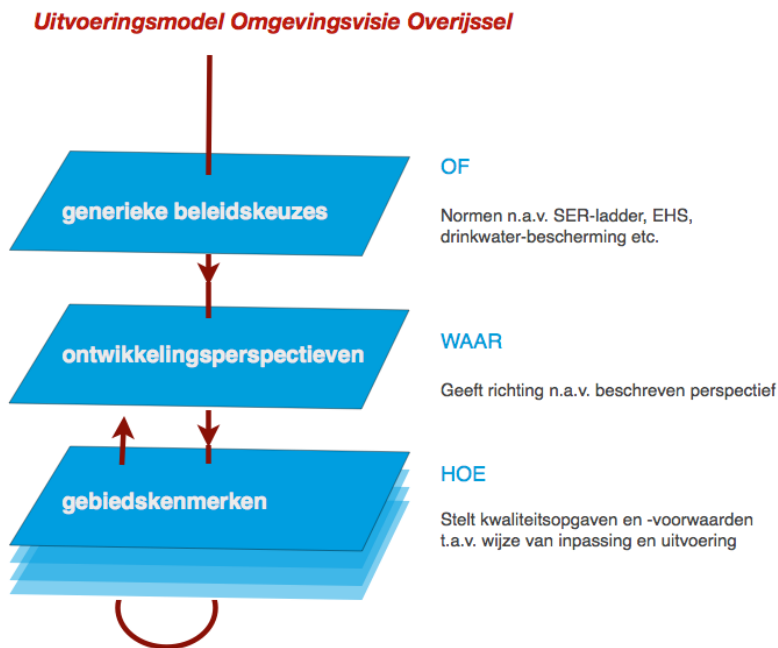 Uitvoeringsmodel Omgevingsvisie Overijssel
generieke beleidskeuzes
OF
Normen n.a.v. SER-ladder, EHS,
drinkwater-bescherming etc.
ontwikkelingsperspectieven
WAAR
Geeft richting n.a.v. beschreven perspectief
gebiedskenmerken
HOE
Stelt kwaliteitsopgaven en -voorwaarden
t.a.v. wijze van inpassing en uitvoering